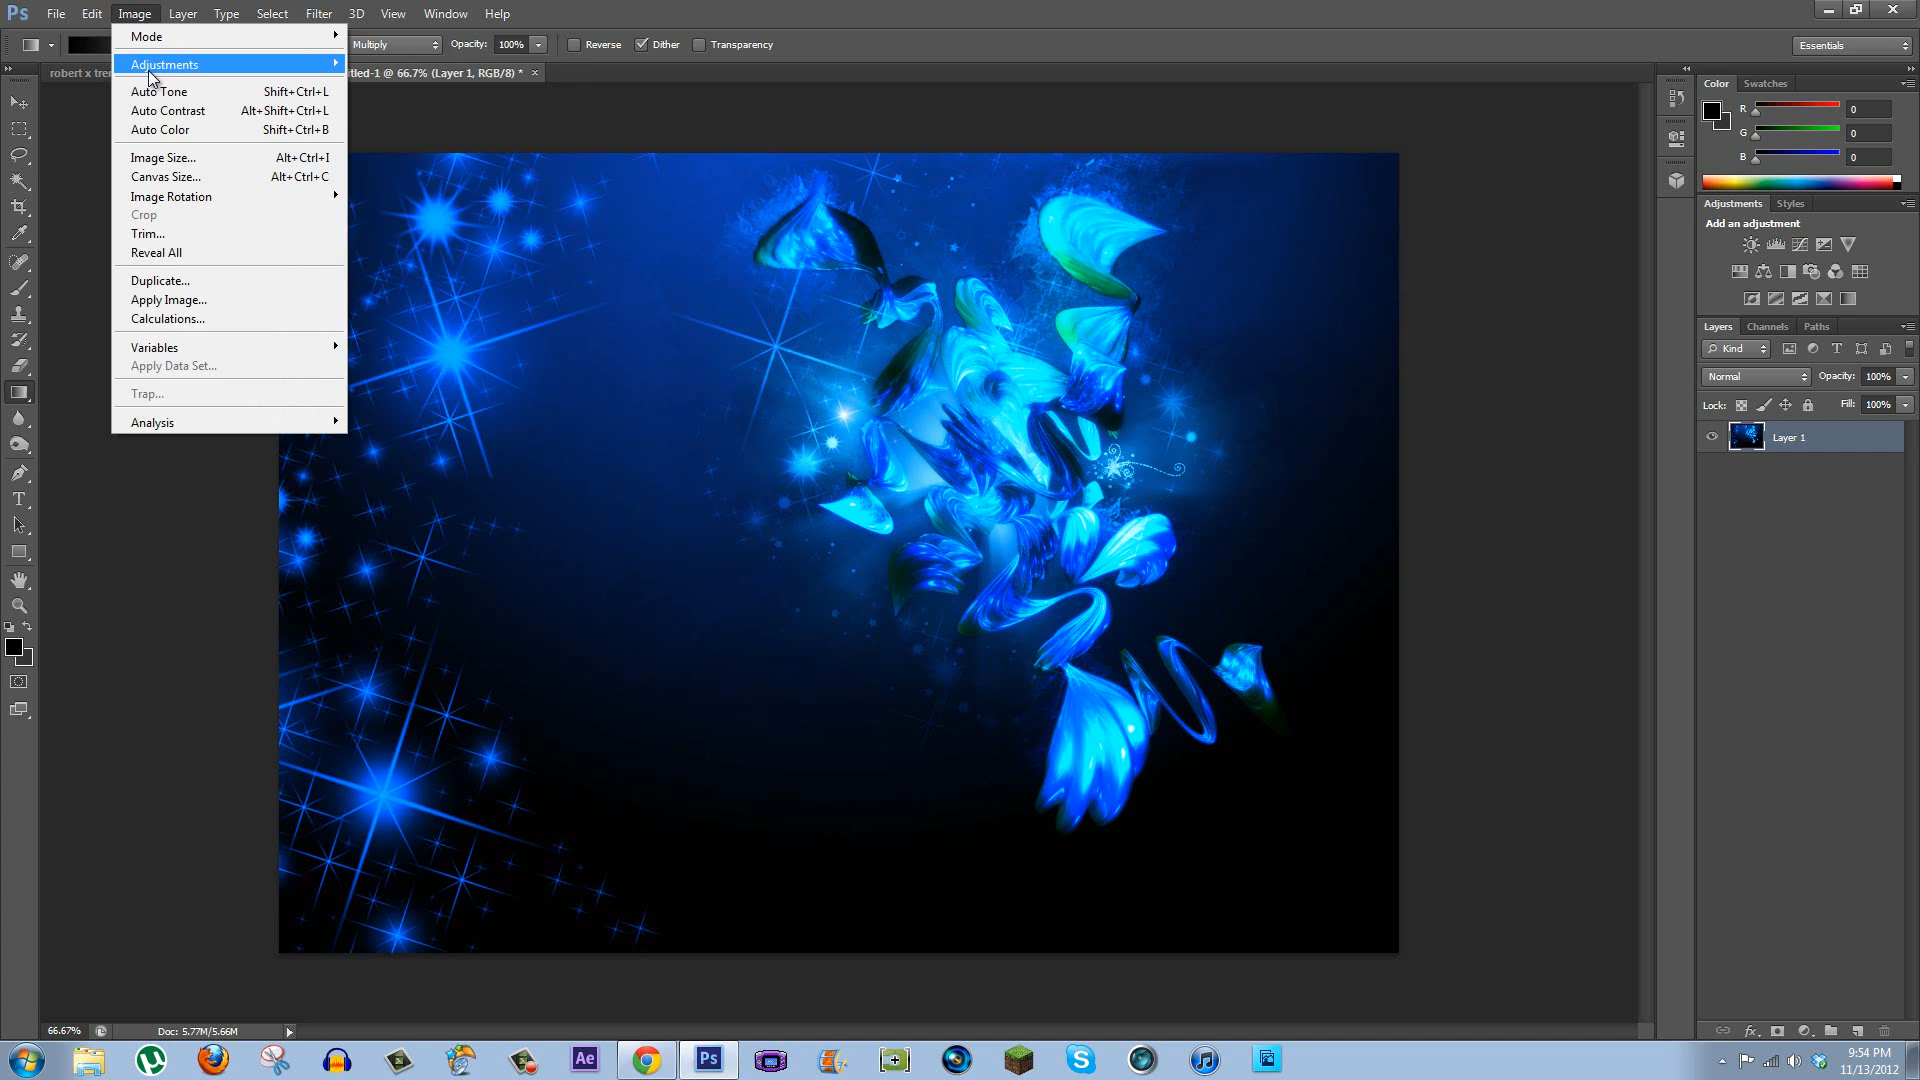 Ps File Edit Image Layer Type Select Filter 3D View Window Help
Multiply Opacity: 100% Reverse Dither Transparency Essentials
robert x tre
tled-1 @ 66.7% (Layer 1, RGB/8) * ×
Mode
Adjustments
Auto Tone Shift+Ctrl+L
Auto Contrast Alt+Shift+Ctrl+L
Auto Color Shift+Ctrl+B
Image Size... Alt+Ctrl+I
Canvas Size... Alt+Ctrl+C
Image Rotation
Crop
Trim...
Reveal All
Duplicate...
Apply Image...
Calculations...
Variables
Apply Data Set...
Trap...
Analysis
Color Swatches
R 0
G 0
B 0
Adjustments Styles
Add an adjustment
Layers Channels Paths
Kind
Normal Opacity: 100%
Lock: Fill: 100%
Layer 1
66.67% Doc: 5.77M/5.66M
Ae Ps
9:54 PM
11/13/2012